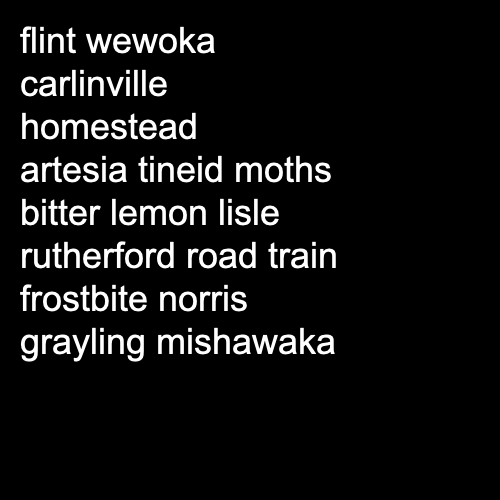 flint wewoka
carlinville
homestead
artesia tineid moths
bitter lemon lisle
rutherford road train
frostbite norris
grayling mishawaka